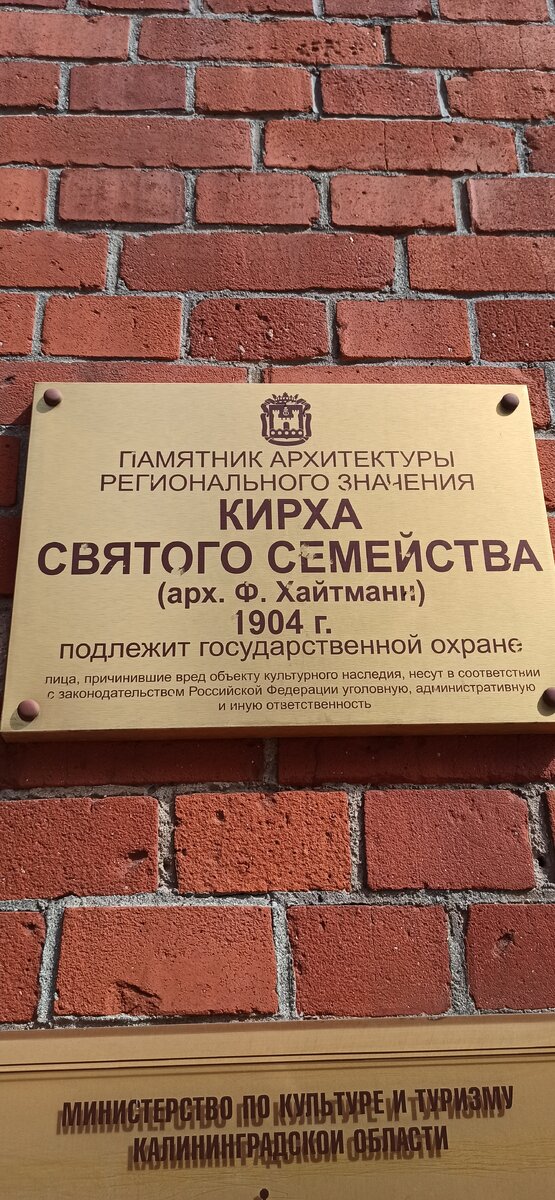 ПАМЯТНИК АРХИТЕКТУРЫ
РЕГИОНАЛЬНОГО ЗНАЧЕНИЯ
КИРХА
СВЯТОГО СЕМЕЙСТВА
(арх. Ф. Хайтманн)
1904 г.
подлежит государственной охране
лица, причинившие вред объекту культурного наследия, несут в соответствии
с законодательством Российской Федерации уголовную, административную
и иную ответственность
МИНИСТЕРСТВО ПО КУЛЬТУРЕ И ТУРИЗМУ
КАЛИНИНГРАДСКОЙ ОБЛАСТИ